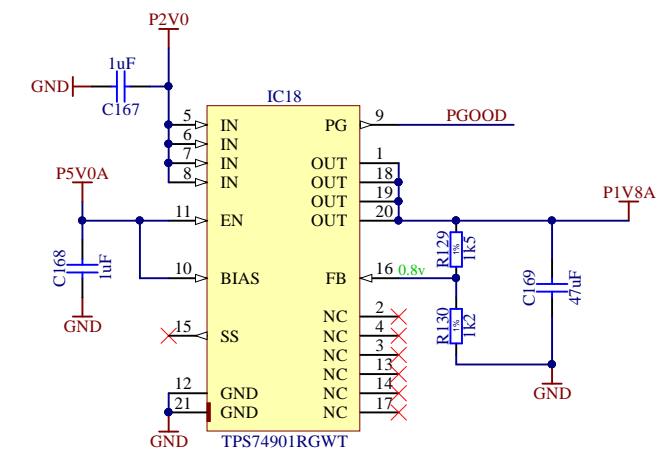 P2V0
1uF
GND
C167
IC18
5 IN PG 9 PGOOD
6 IN
7 IN OUT 1
8 IN OUT 18
P5V0A
OUT 19
P1V8A
11 EN OUT 20
R129
1%
1k5
C168
1uF
10 BIAS FB 16 0.8v
C169
47uF
R130
1%
1k2
GND
NC 2
15 SS NC 4
NC 3
NC 13
12 GND NC 14
21 GND NC 17
GND
GND
TPS74901RGWT